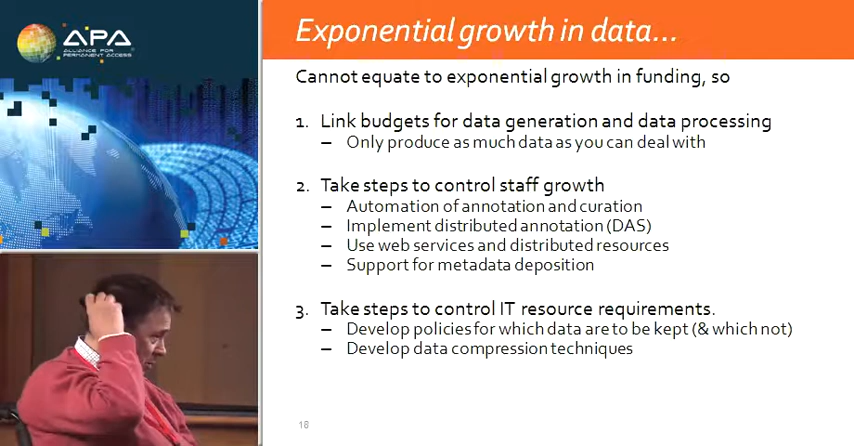 APA
ALLIANCE FOR
PERMANENT ACCESS
Exponential growth in data...
Cannot equate to exponential growth in funding, so
1. Link budgets for data generation and data processing
– Only produce as much data as you can deal with
2. Take steps to control staff growth
– Automation of annotation and curation
– Implement distributed annotation (DAS)
– Use web services and distributed resources
– Support for metadata deposition
3. Take steps to control IT resource requirements.
– Develop policies for which data are to be kept (& which not)
– Develop data compression techniques
18